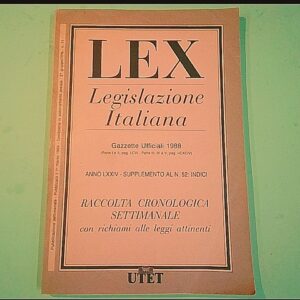 LEX
Legislazione
Italiana
Gazzette Ufficiali 1988
ANNO LXXIV - SUPPLEMENTO AL N. 52: INDICI
RACCOLTA CRONOLOGICA
SETTIMANALE
con richiami alle leggi attinenti
UTET